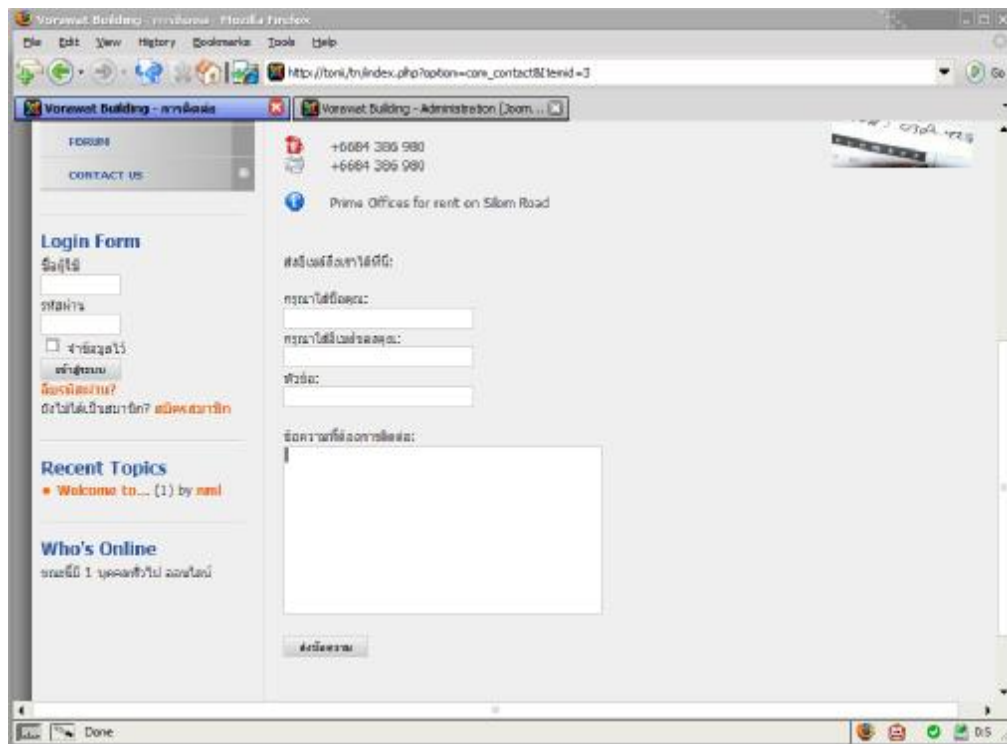 Vorawat Building - การติดต่อ - Mozilla Firefox
File Edit View History Bookmarks Tools Help
http://toni/tn/index.php?option=com_contact&Itemid=3
Go
Vorawat Building - การติดต่อ
Vorawat Building - Administration [Joom...
FORUM
CONTACT US
+6684 386 980
+6684 386 980
Prime Offices for rent on Silom Road
Login Form
ชื่อผู้ใช้
รหัสผ่าน
จำข้อมูลไว้
เข้าสู่ระบบ
ลืมรหัสผ่าน?
ยังไม่ได้เป็นสมาชิก? สมัครสมาชิก
Recent Topics
Welcome to... (1) by nml
Who's Online
ขณะนี้มี 1 บุคคลทั่วไป ออนไลน์
ส่งอีเมล์ถึงเราได้ที่นี่:
กรุณาใส่ชื่อคุณ:
กรุณาใส่อีเมล์ของคุณ:
หัวข้อ:
ข้อความที่ต้องการติดต่อ:
ส่งข้อความ
Done